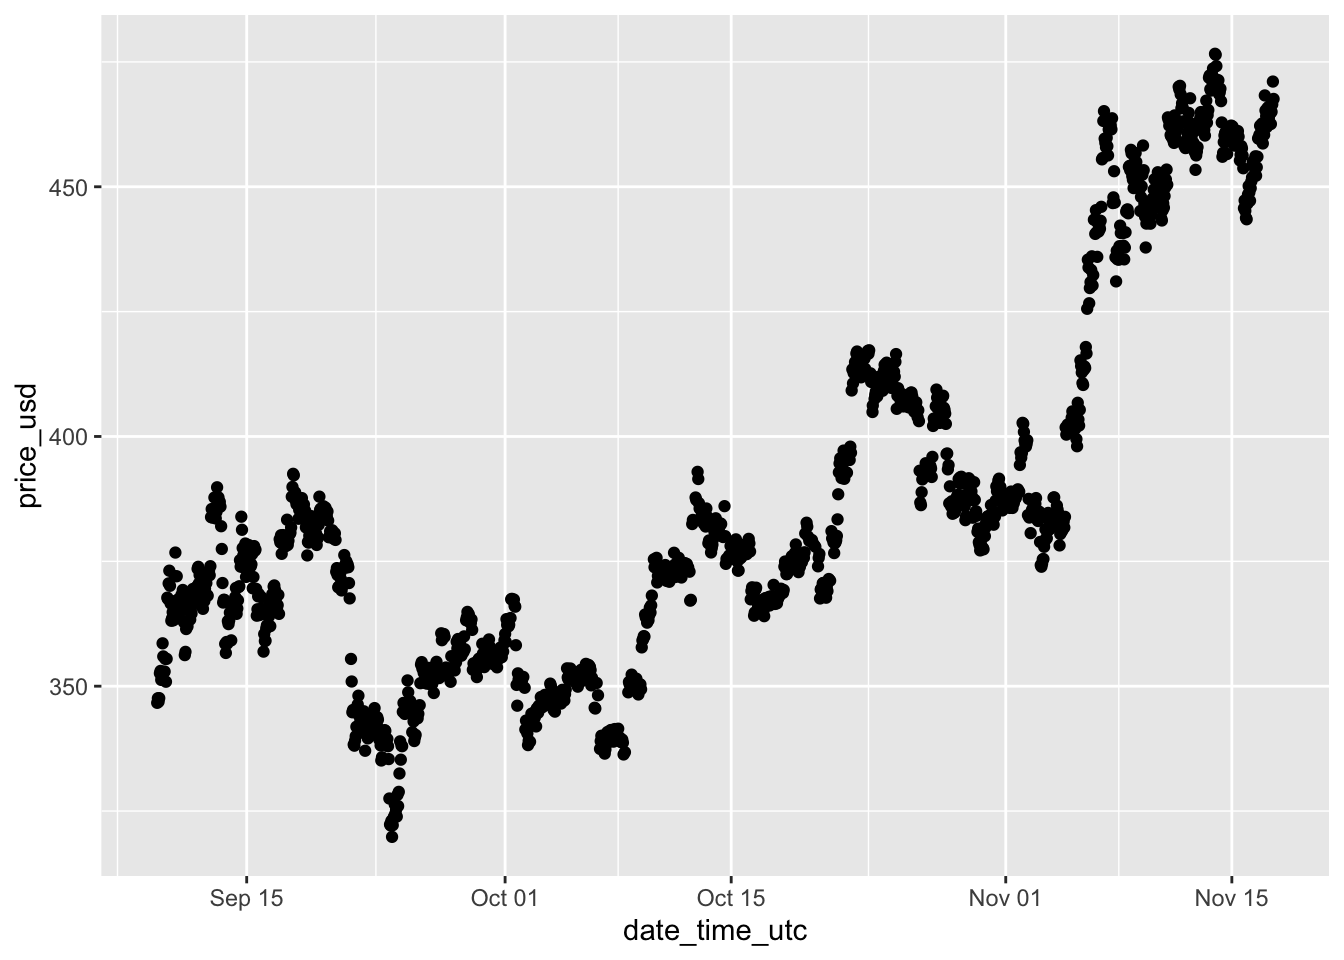 price_usd
450
400
350
Sep 15
Oct 01
Oct 15
Nov 01
Nov 15
date_time_utc